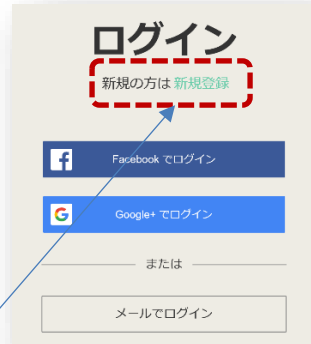 ログイン
新規の方は 新規登録
Facebook でログイン
Google+ でログイン
または
メールでログイン